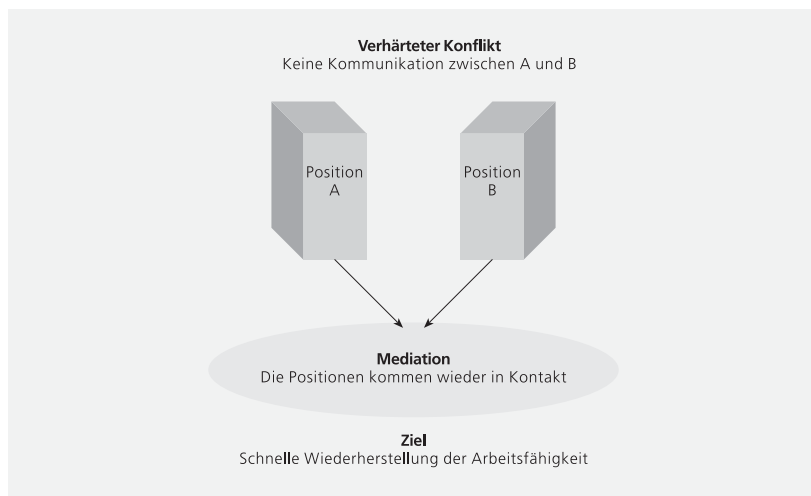 Verhärteter Konflikt
Keine Kommunikation zwischen A und B
Position
A
Position
B
Mediation
Die Positionen kommen wieder in Kontakt
Ziel
Schnelle Wiederherstellung der Arbeitsfähigkeit